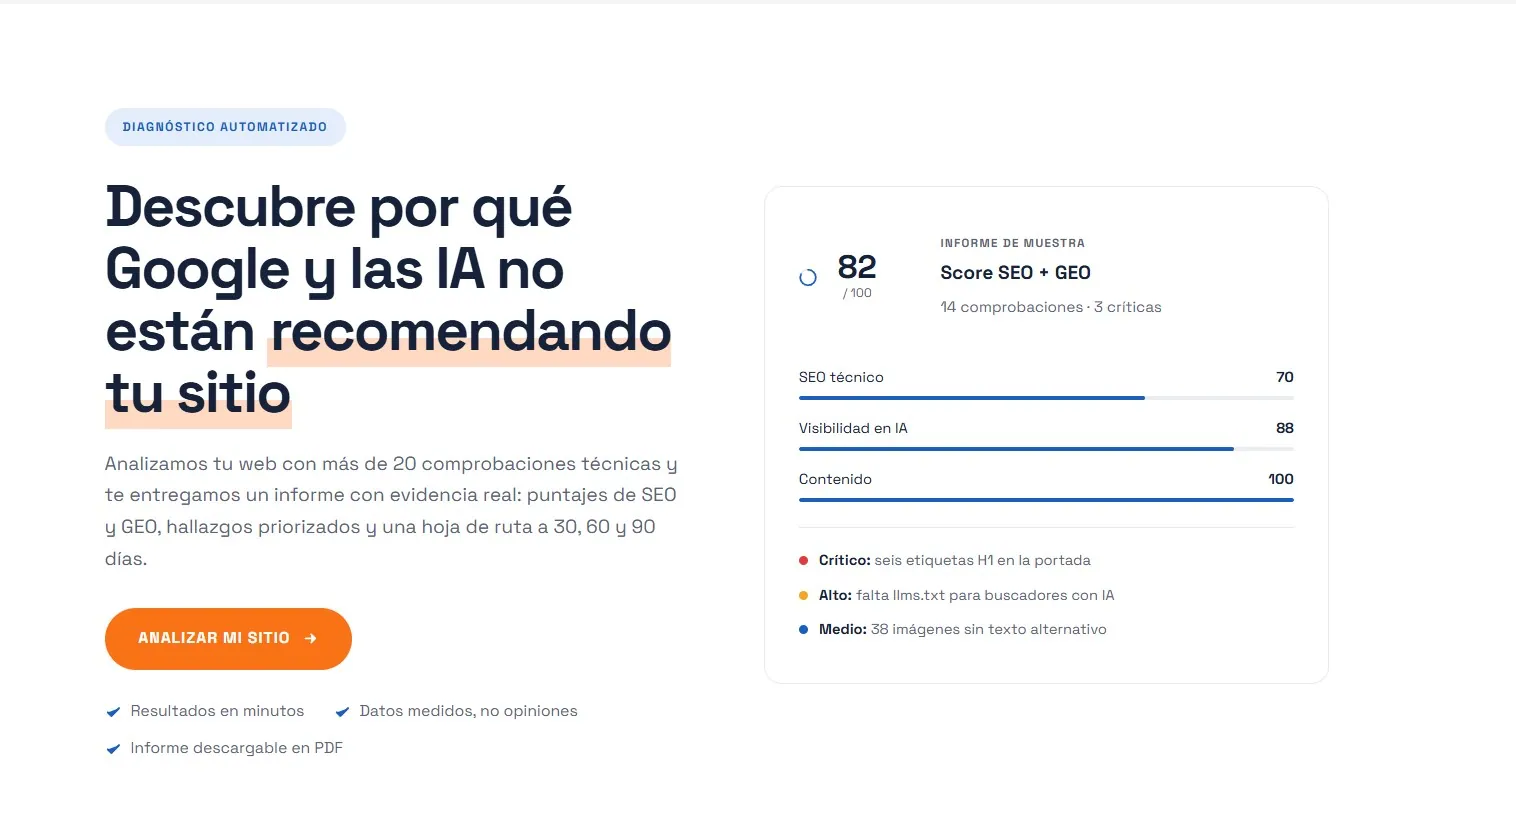 DIAGNÓSTICO AUTOMATIZADO
Descubre por qué
Google y las IA no
están recomendando
tu sitio
Analizamos tu web con más de 20 comprobaciones técnicas y
te entregamos un informe con evidencia real: puntajes de SEO
y GEO, hallazgos priorizados y una hoja de ruta a 30, 60 y 90
días.
ANALIZAR MI SITIO →
Resultados en minutos
Datos medidos, no opiniones
Informe descargable en PDF
82
/ 100
INFORME DE MUESTRA
Score SEO + GEO
14 comprobaciones · 3 críticas
SEO técnico 70
Visibilidad en IA 88
Contenido 100
Crítico: seis etiquetas H1 en la portada
Alto: falta llms.txt para buscadores con IA
Medio: 38 imágenes sin texto alternativo